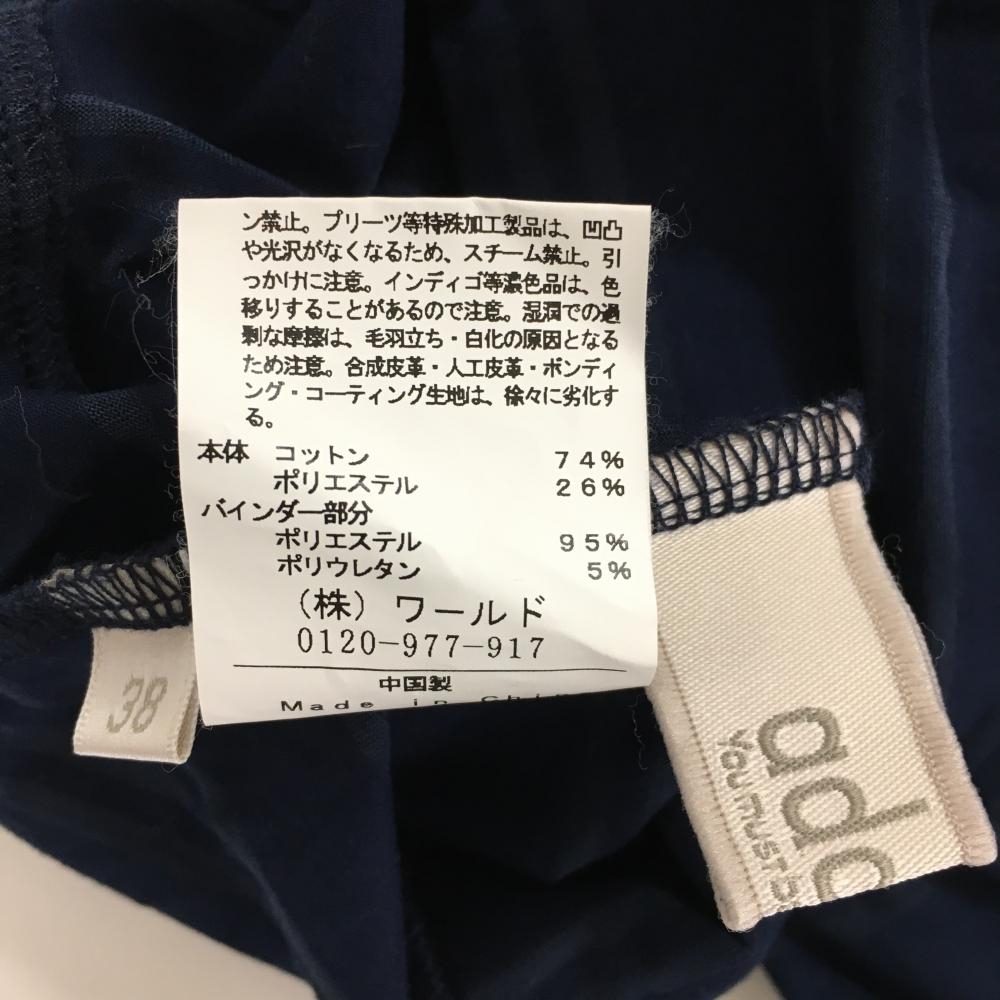 ン禁止。プリーツ等特殊加工製品は、凹凸
や光沢がなくなるため、スチーム禁止。引
っかけに注意。インディゴ等濃色品は、色
移りすることがあるので注意。湿潤での過
剰な摩擦は、毛羽立ち・白化の原因となる
ため注意。合成皮革・人工皮革・ボンディ
ング・コーティング生地は、徐々に劣化す
る。
本体 コットン 74%
ポリエステル 26%
バインダー部分
ポリエステル 95%
ポリウレタン 5%
(株) ワールド
0120-977-917
中国製
Made in
38
YOU MUST